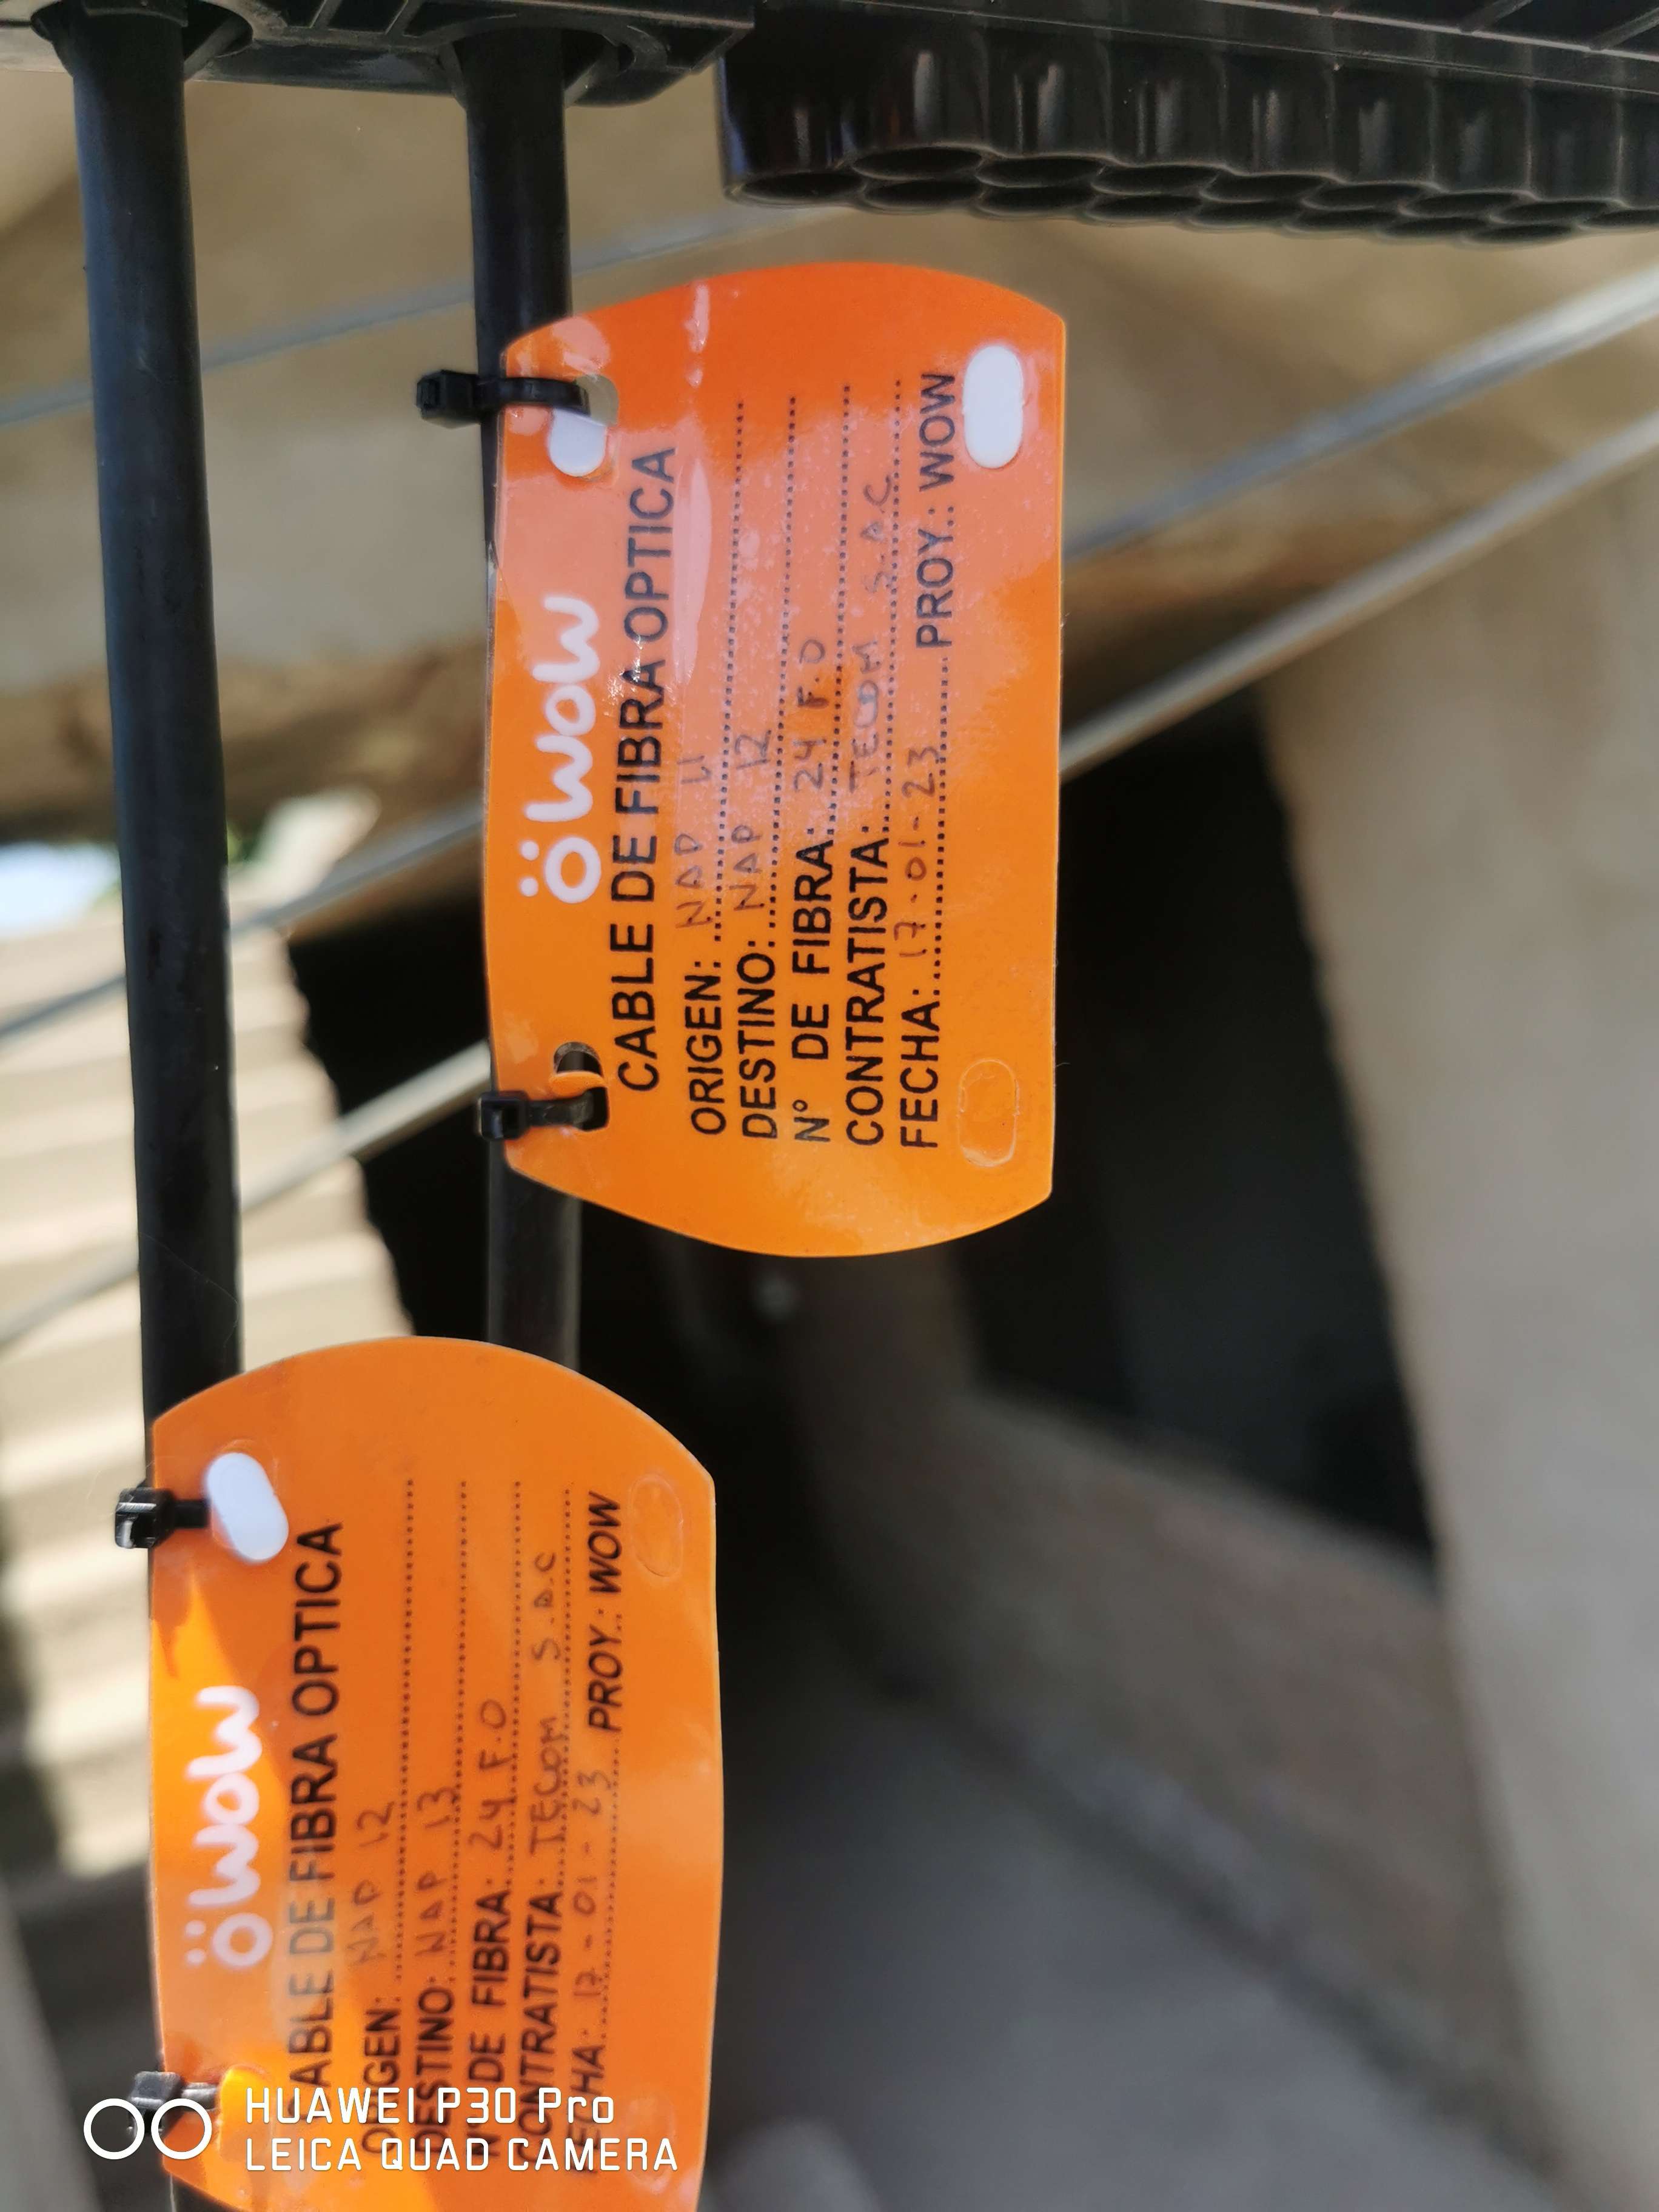 ÖWOW
CABLE DE FIBRA OPTICA
ORIGEN: NAP 11
DESTINO: NAP 12
N° DE FIBRA: 24 F.O
CONTRATISTA: TECOM S.A.C.
FECHA: 17-01-23 PROY.: WOW
ÖWOW
CABLE DE FIBRA OPTICA
ORIGEN: NAP 12
DESTINO: NAP 13
N° DE FIBRA: 24 F.O
CONTRATISTA: TECOM S.A.C
FECHA: 17-01-23 PROY.: WOW
HUAWEI P30 Pro
LEICA QUAD CAMERA